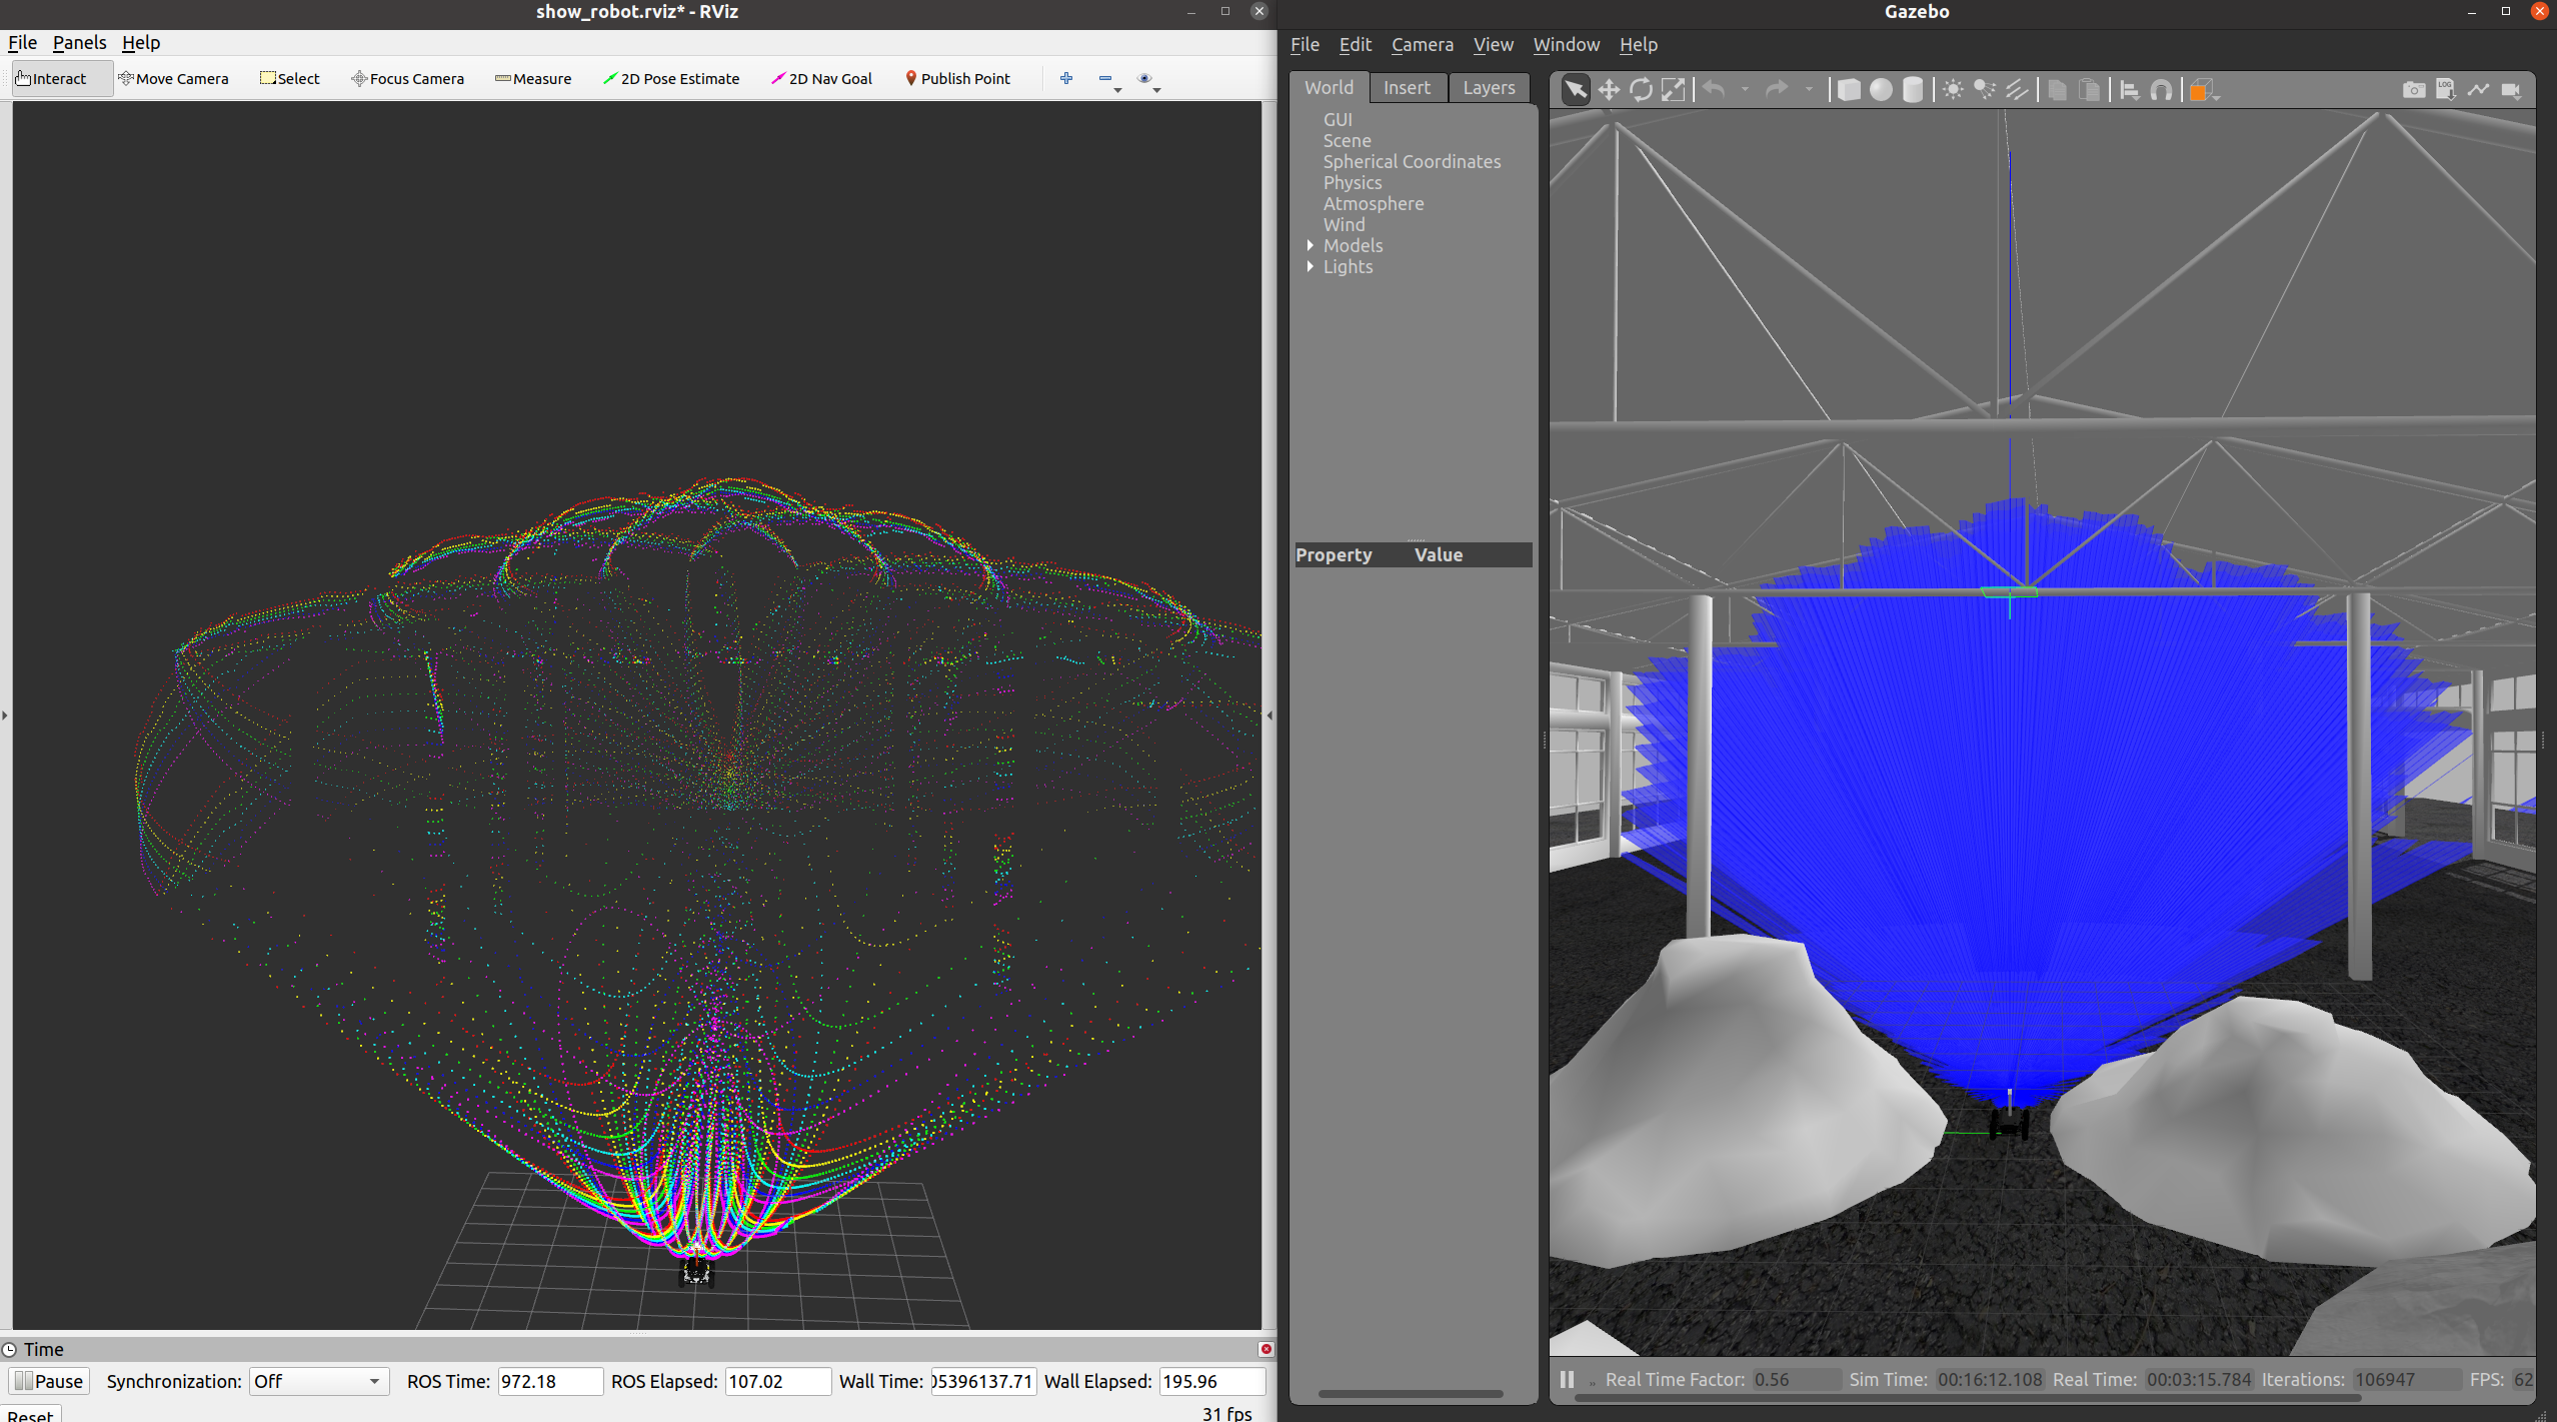 show_robot.rviz* - RViz
File Panels Help
Interact Move Camera Select Focus Camera Measure 2D Pose Estimate 2D Nav Goal Publish Point
Time
Pause Synchronization: Off ROS Time: 972.18 ROS Elapsed: 107.02 Wall Time: 05396137.71 Wall Elapsed: 195.96
Reset
31 fps
Gazebo
File Edit Camera View Window Help
World Insert Layers
LOG
GUI
Scene
Spherical Coordinates
Physics
Atmosphere
Wind
Models
Lights
Property Value
Real Time Factor: 0.56 Sim Time: 00:16:12.108 Real Time: 00:03:15.784 Iterations: 106947 FPS: 62